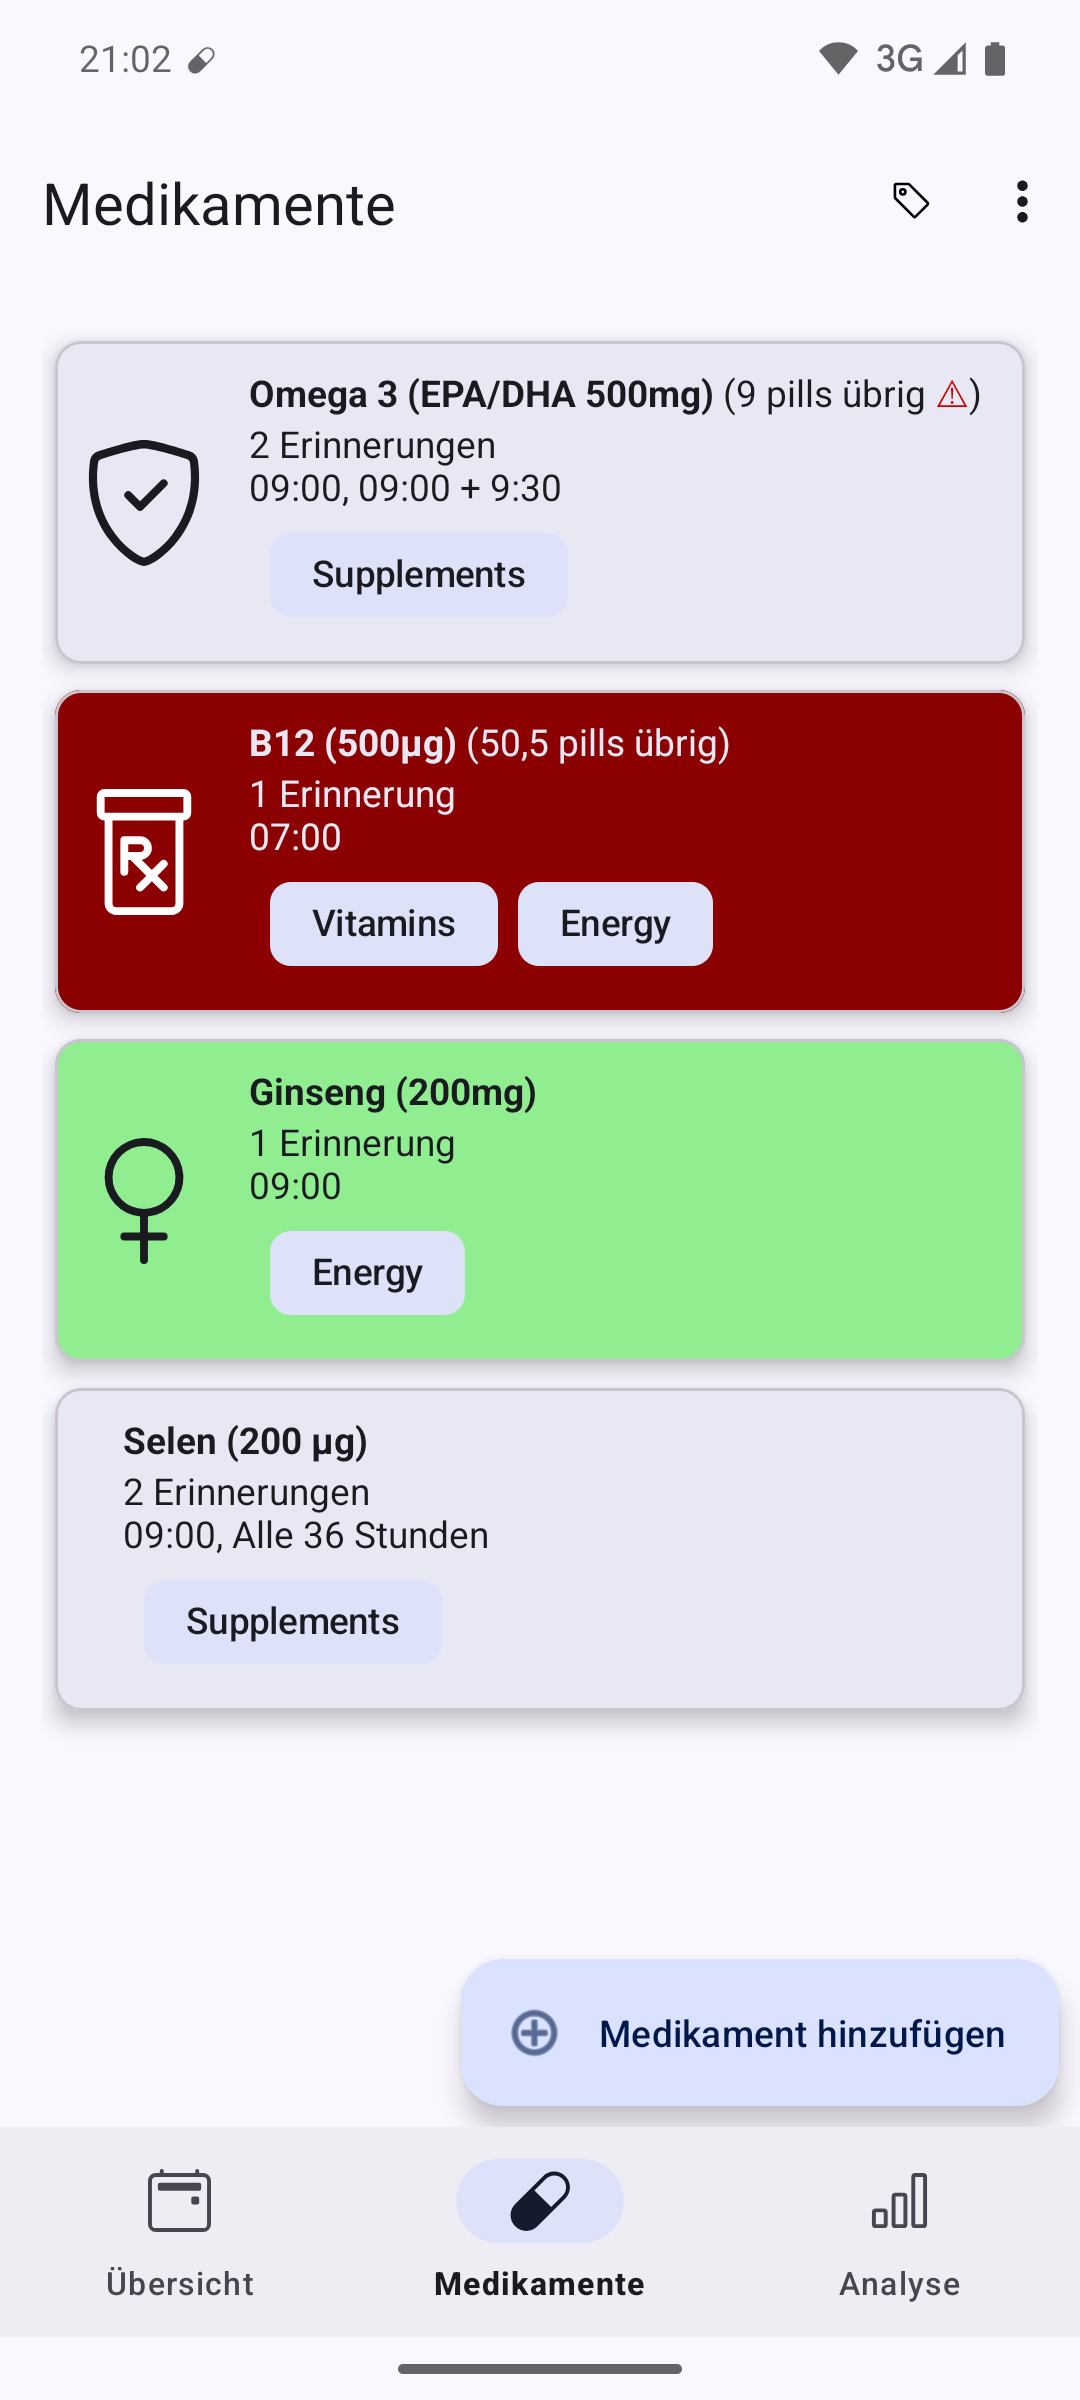 21:02
3G
Medikamente
Omega 3 (EPA/DHA 500mg) (9 pills übrig ⚠)
2 Erinnerungen
09:00, 09:00 + 9:30
Supplements
B12 (500µg) (50,5 pills übrig)
1 Erinnerung
07:00
Rx
Vitamins Energy
Ginseng (200mg)
1 Erinnerung
09:00
Energy
Selen (200 µg)
2 Erinnerungen
09:00, Alle 36 Stunden
Supplements
Medikament hinzufügen
Übersicht Medikamente Analyse